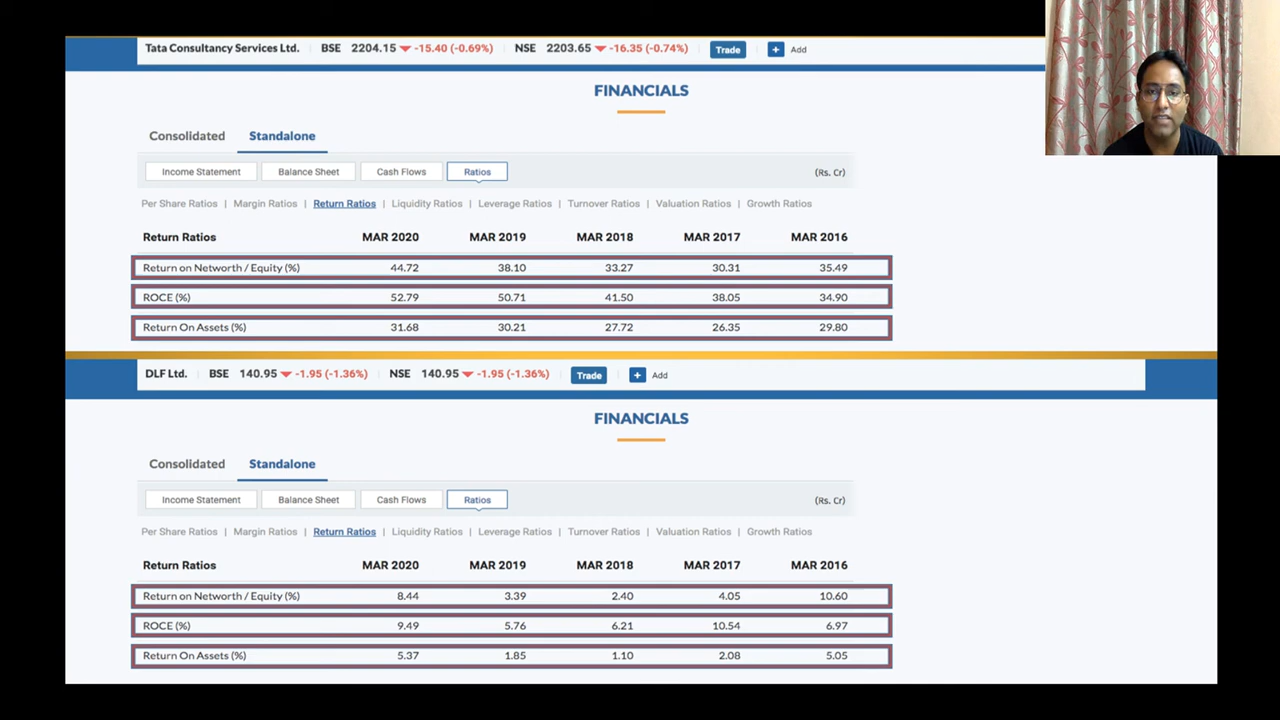 Tata Consultancy Services Ltd. BSE 2204.15 -15.40 (-0.69%) NSE 2203.65 -16.35 (-0.74%) Trade + Add
FINANCIALS
Consolidated Standalone
Income Statement Balance Sheet Cash Flows Ratios (Rs. Cr)
Per Share Ratios | Margin Ratios | Return Ratios | Liquidity Ratios | Leverage Ratios | Turnover Ratios | Valuation Ratios | Growth Ratios
Return Ratios MAR 2020 MAR 2019 MAR 2018 MAR 2017 MAR 2016
Return on Networth / Equity (%) 44.72 38.10 33.27 30.31 35.49
ROCE (%) 52.79 50.71 41.50 38.05 34.90
Return On Assets (%) 31.68 30.21 27.72 26.35 29.80
DLF Ltd. BSE 140.95 -1.95 (-1.36%) NSE 140.95 -1.95 (-1.36%) Trade + Add
FINANCIALS
Consolidated Standalone
Income Statement Balance Sheet Cash Flows Ratios (Rs. Cr)
Per Share Ratios | Margin Ratios | Return Ratios | Liquidity Ratios | Leverage Ratios | Turnover Ratios | Valuation Ratios | Growth Ratios
Return Ratios MAR 2020 MAR 2019 MAR 2018 MAR 2017 MAR 2016
Return on Networth / Equity (%) 8.44 3.39 2.40 4.05 10.60
ROCE (%) 9.49 5.76 6.21 10.54 6.97
Return On Assets (%) 5.37 1.85 1.10 2.08 5.05